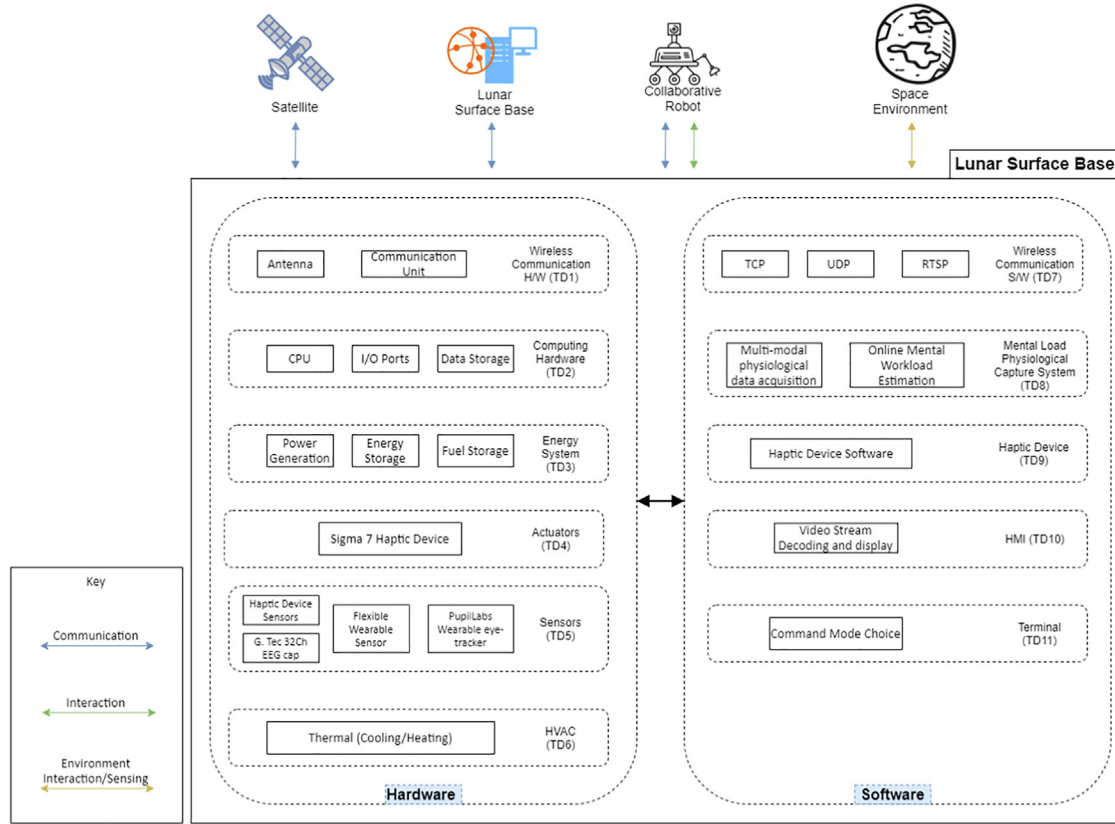 Satellite
Lunar
Surface Base
Collaborative
Robot
Space
Environment
Lunar Surface Base
Antenna
Communication
Unit
Wireless
Communication
H/W (TD1)
CPU
I/O Ports
Data Storage
Computing
Hardware
(TD2)
Power
Generation
Energy
Storage
Fuel Storage
Energy
System
(TD3)
Sigma 7 Haptic Device
Actuators
(TD4)
Haptic Device
Sensors
G. Tec 32Ch
EEG cap
Flexible
Wearable
Sensor
PupilLabs
Wearable eye-
tracker
Sensors
(TD5)
Thermal (Cooling/Heating)
HVAC
(TD6)
Hardware
TCP
UDP
RTSP
Wireless
Communication
S/W (TD7)
Multi-modal
physiological
data acquisition
Online Mental
Workload
Estimation
Mental Load
Physiological
Capture System
(TD8)
Haptic Device Software
Haptic Device
(TD9)
Video Stream
Decoding and display
HMI (TD10)
Command Mode Choice
Terminal
(TD11)
Software
Key
Communication
Interaction
Environment
Interaction/Sensing